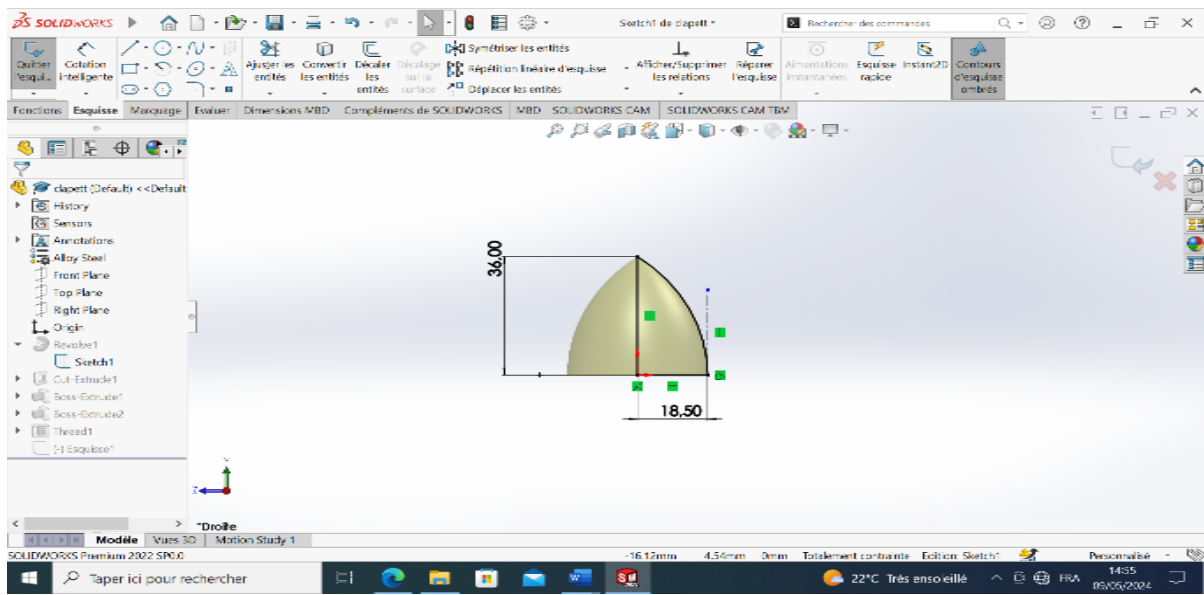 SOLIDWORKS
Sketch1 de clapett *
Rechercher des commandes
Quitter l'esqui...
Cotation intelligente
Ajuster les entités
Convertir les entités
Décaler les entités
Décalage sur la surface
Symétriser les entités
Répétition linéaire d'esquisse
Déplacer les entités
Afficher/Supprimer les relations
Réparer l'esquisse
Alimentations instantanées
Esquisse rapide
Instant2D
Contours d'esquisse ombrés
Fonctions Esquisse Marquage Evaluer Dimensions MBD Compléments de SOLIDWORKS MBD SOLIDWORKS CAM SOLIDWORKS CAM TBM
clapett (Default) <<Default
History
Sensors
Annotations
Alloy Steel
Front Plane
Top Plane
Right Plane
Origin
Revolve1
Sketch1
Cut-Extrude1
Boss-Extrude1
Boss-Extrude2
Thread1
(-) Esquisse1
36,00
18,50
Y
Z
*Droite
Modèle Vues 3D Motion Study 1
SOLIDWORKS Premium 2022 SP0.0
-16.12mm 4.54mm 0mm Totalement contrainte Edition: Sketch1 Personnalisé
Taper ici pour rechercher
22°C Très ensoleillé
FRA
14:55
09/05/2024